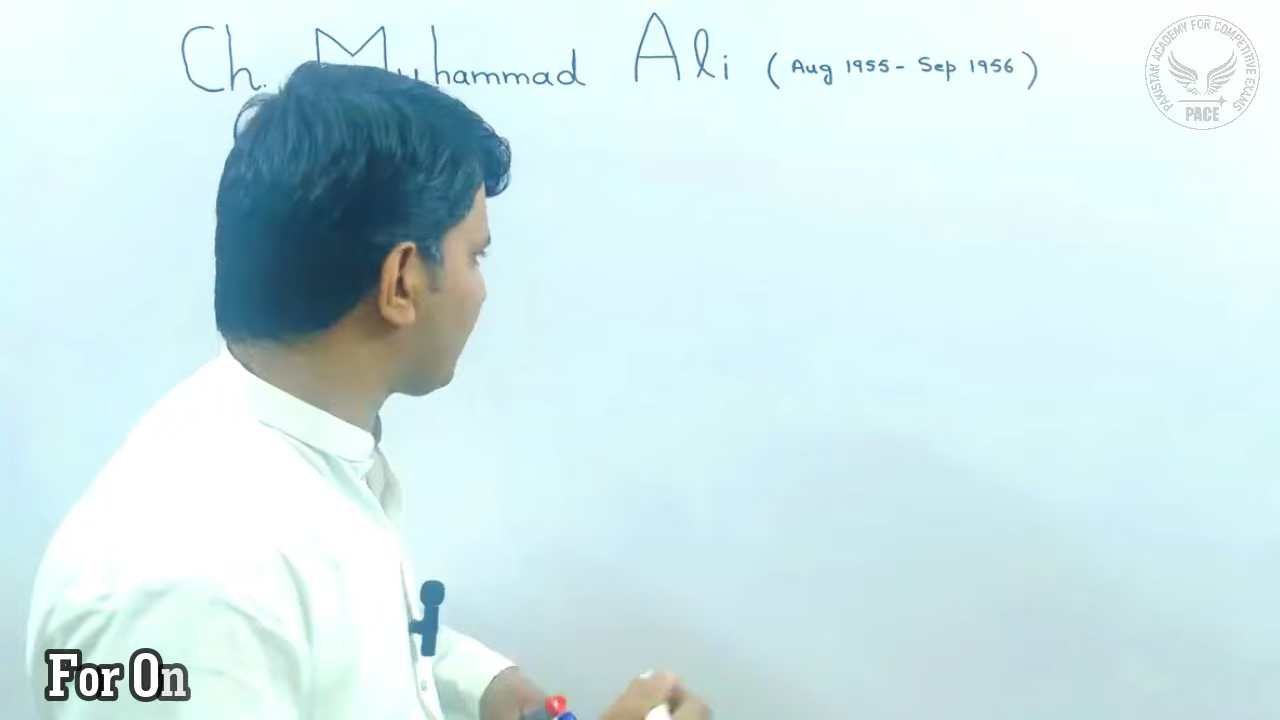 Ch. Muhammad Ali (Aug 1955 - Sep 1956)
PAKISTAN ACADEMY FOR COMPETITIVE EXAMS
PACE
For On